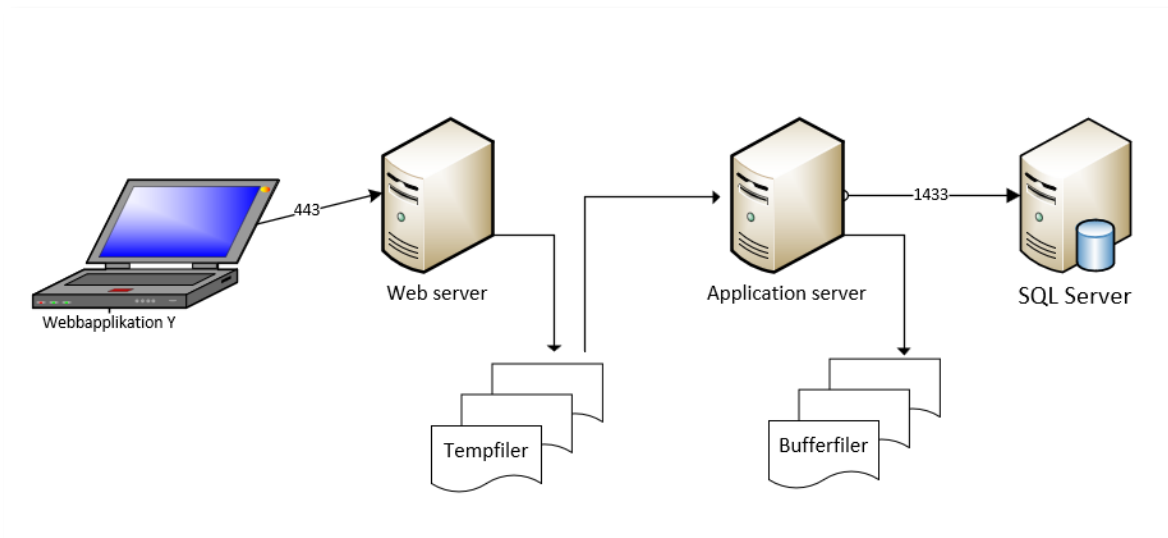 443
1433
Web server
Application server
SQL Server
Webbapplikation Y
Tempfiler
Bufferfiler